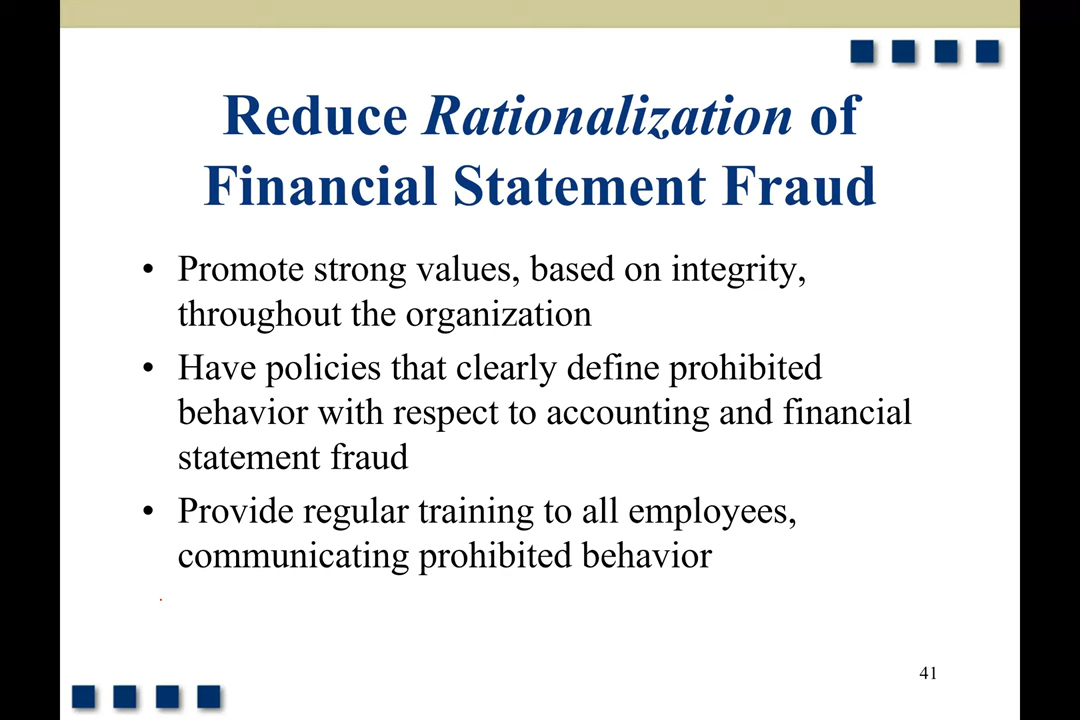 Reduce Rationalization of
Financial Statement Fraud
• Promote strong values, based on integrity,
throughout the organization
• Have policies that clearly define prohibited
behavior with respect to accounting and financial
statement fraud
• Provide regular training to all employees,
communicating prohibited behavior
41